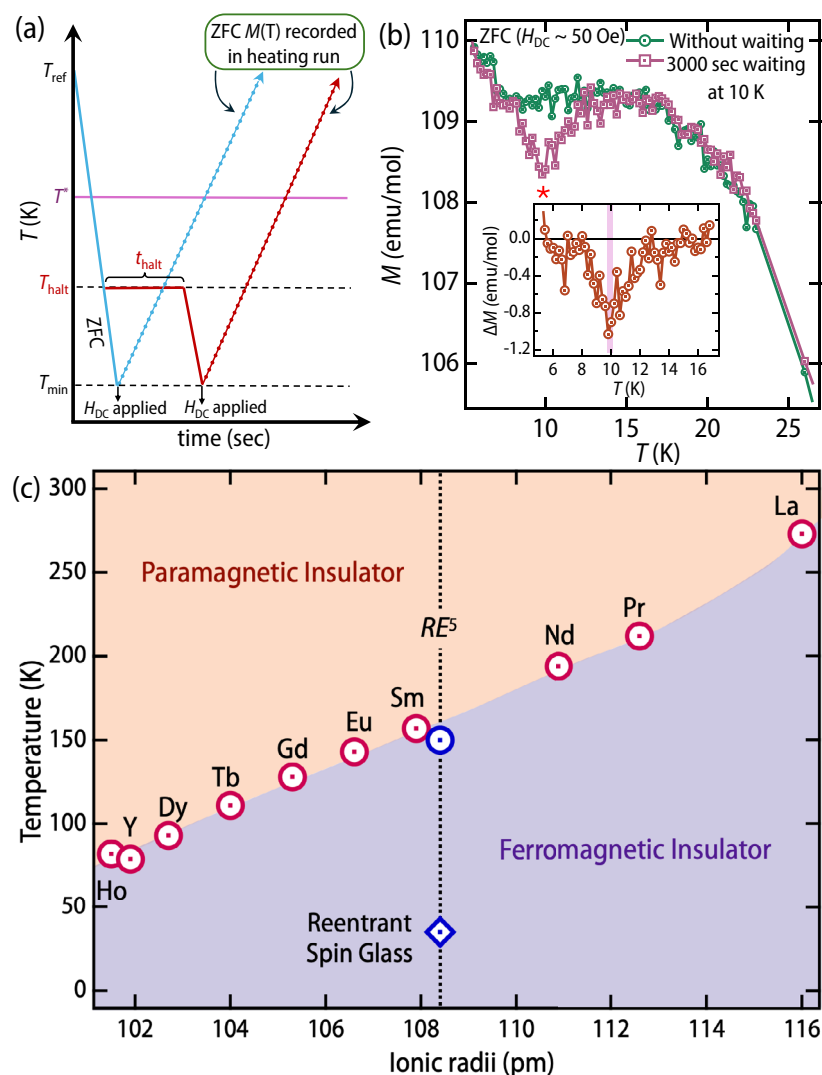 (a)
ZFC M(T) recorded
in heating run
T_ref
T*
T_halt
t_halt
T_min
T (K)
ZFC
H_DC applied
H_DC applied
time (sec)
(b)
ZFC (H_DC ~ 50 Oe)
Without waiting
3000 sec waiting
at 10 K
*
110
109
108
107
106
M (emu/mol)
10
15
20
25
T (K)
0.0
-0.4
-0.8
-1.2
ΔM (emu/mol)
6
8
10
12
14
16
T (K)
(c)
300
250
200
150
100
50
0
Temperature (K)
La
Paramagnetic Insulator
Pr
RE⁵
Nd
Sm
Eu
Gd
Tb
Dy
Y
Ho
Ferromagnetic Insulator
Reentrant
Spin Glass
102
104
106
108
110
112
114
116
Ionic radii (pm)